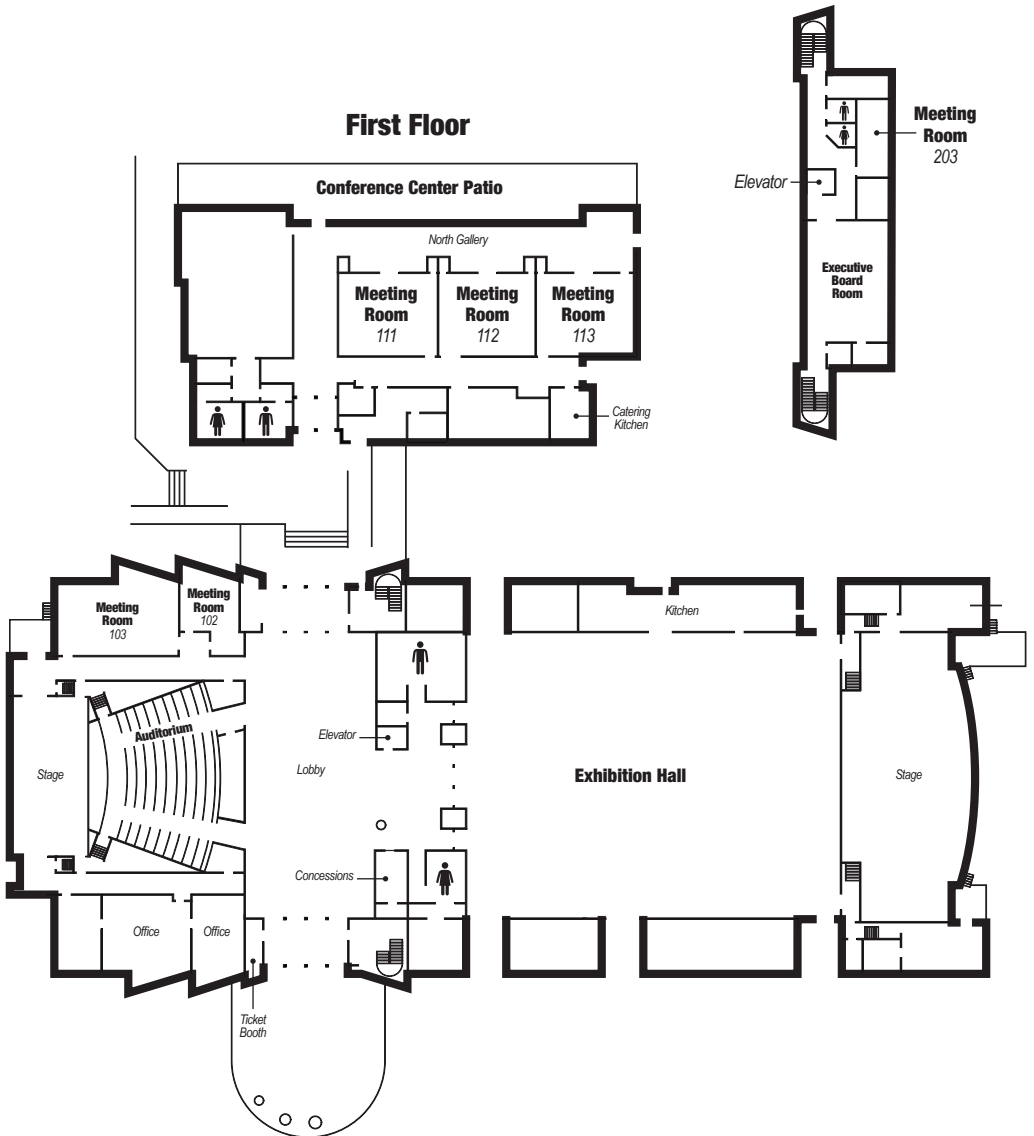 First Floor
Conference Center Patio
North Gallery
Meeting
Room
111
Meeting
Room
112
Meeting
Room
113
Catering
Kitchen
Meeting
Room
203
Elevator
Executive
Board
Room
Meeting
Room
103
Meeting
Room
102
Kitchen
Auditorium
Stage
Elevator
Lobby
Exhibition Hall
Stage
Concessions
Office
Office
Ticket
Booth